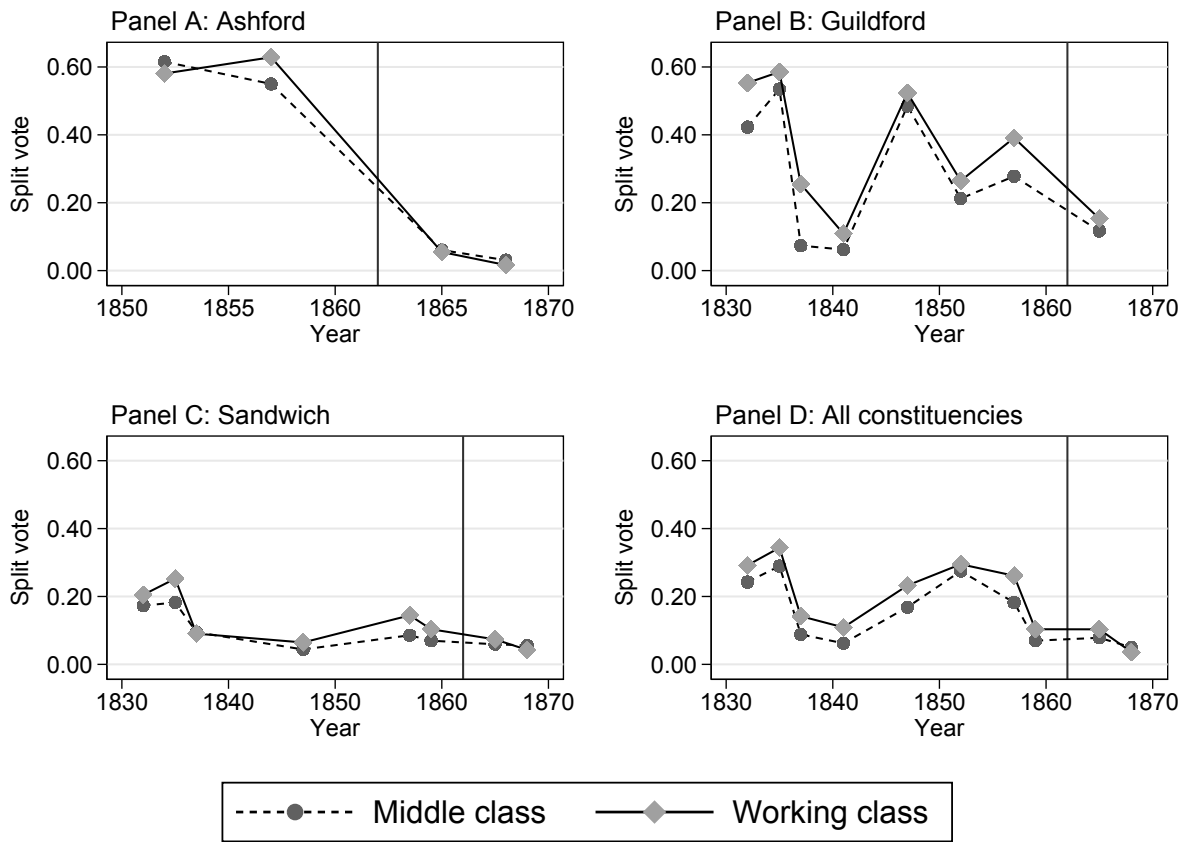 Panel A: Ashford
Split vote
0.60
0.40
0.20
0.00
1850 1855 1860 1865 1870
Year
Panel B: Guildford
Split vote
0.60
0.40
0.20
0.00
1830 1840 1850 1860 1870
Year
Panel C: Sandwich
Split vote
0.60
0.40
0.20
0.00
1830 1840 1850 1860 1870
Year
Panel D: All constituencies
Split vote
0.60
0.40
0.20
0.00
1830 1840 1850 1860 1870
Year
Middle class Working class